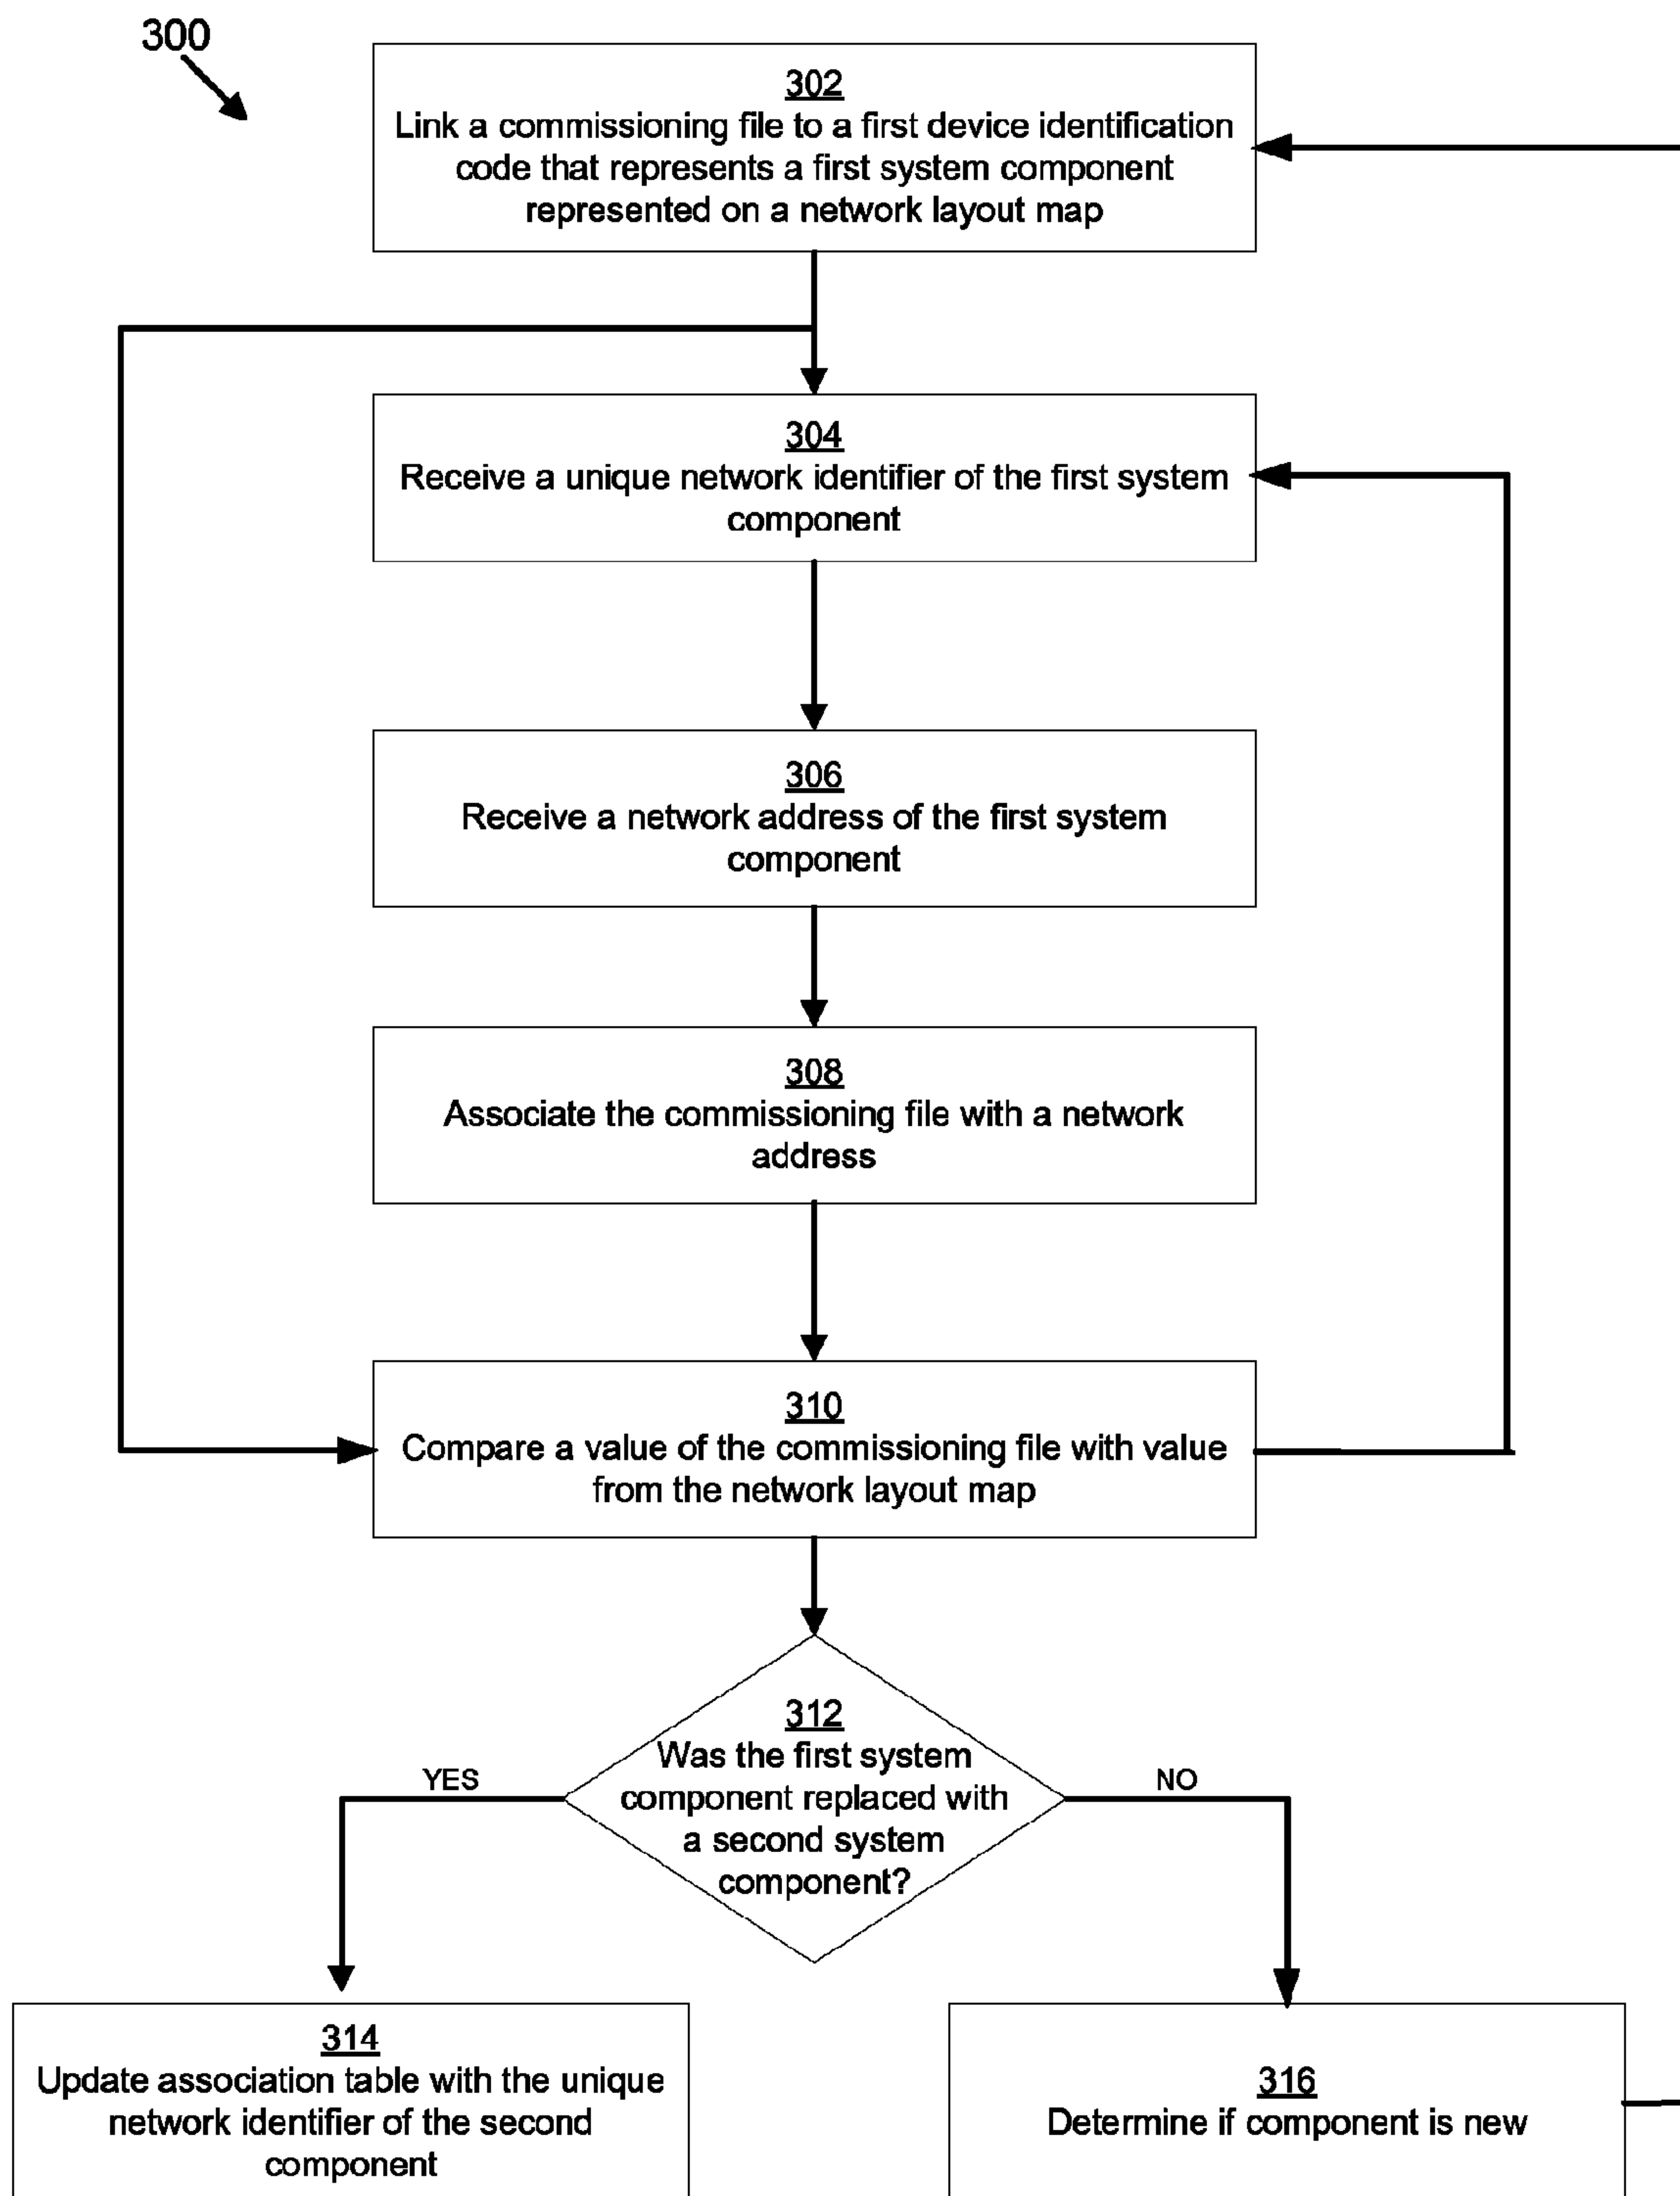 300
302
Link a commissioning file to a first device identification
code that represents a first system component
represented on a network layout map
304
Receive a unique network identifier of the first system
component
306
Receive a network address of the first system
component
308
Associate the commissioning file with a network
address
310
Compare a value of the commissioning file with value
from the network layout map
312
Was the first system
component replaced with
a second system
component?
YES
NO
314
Update association table with the unique
network identifier of the second
component
316
Determine if component is new